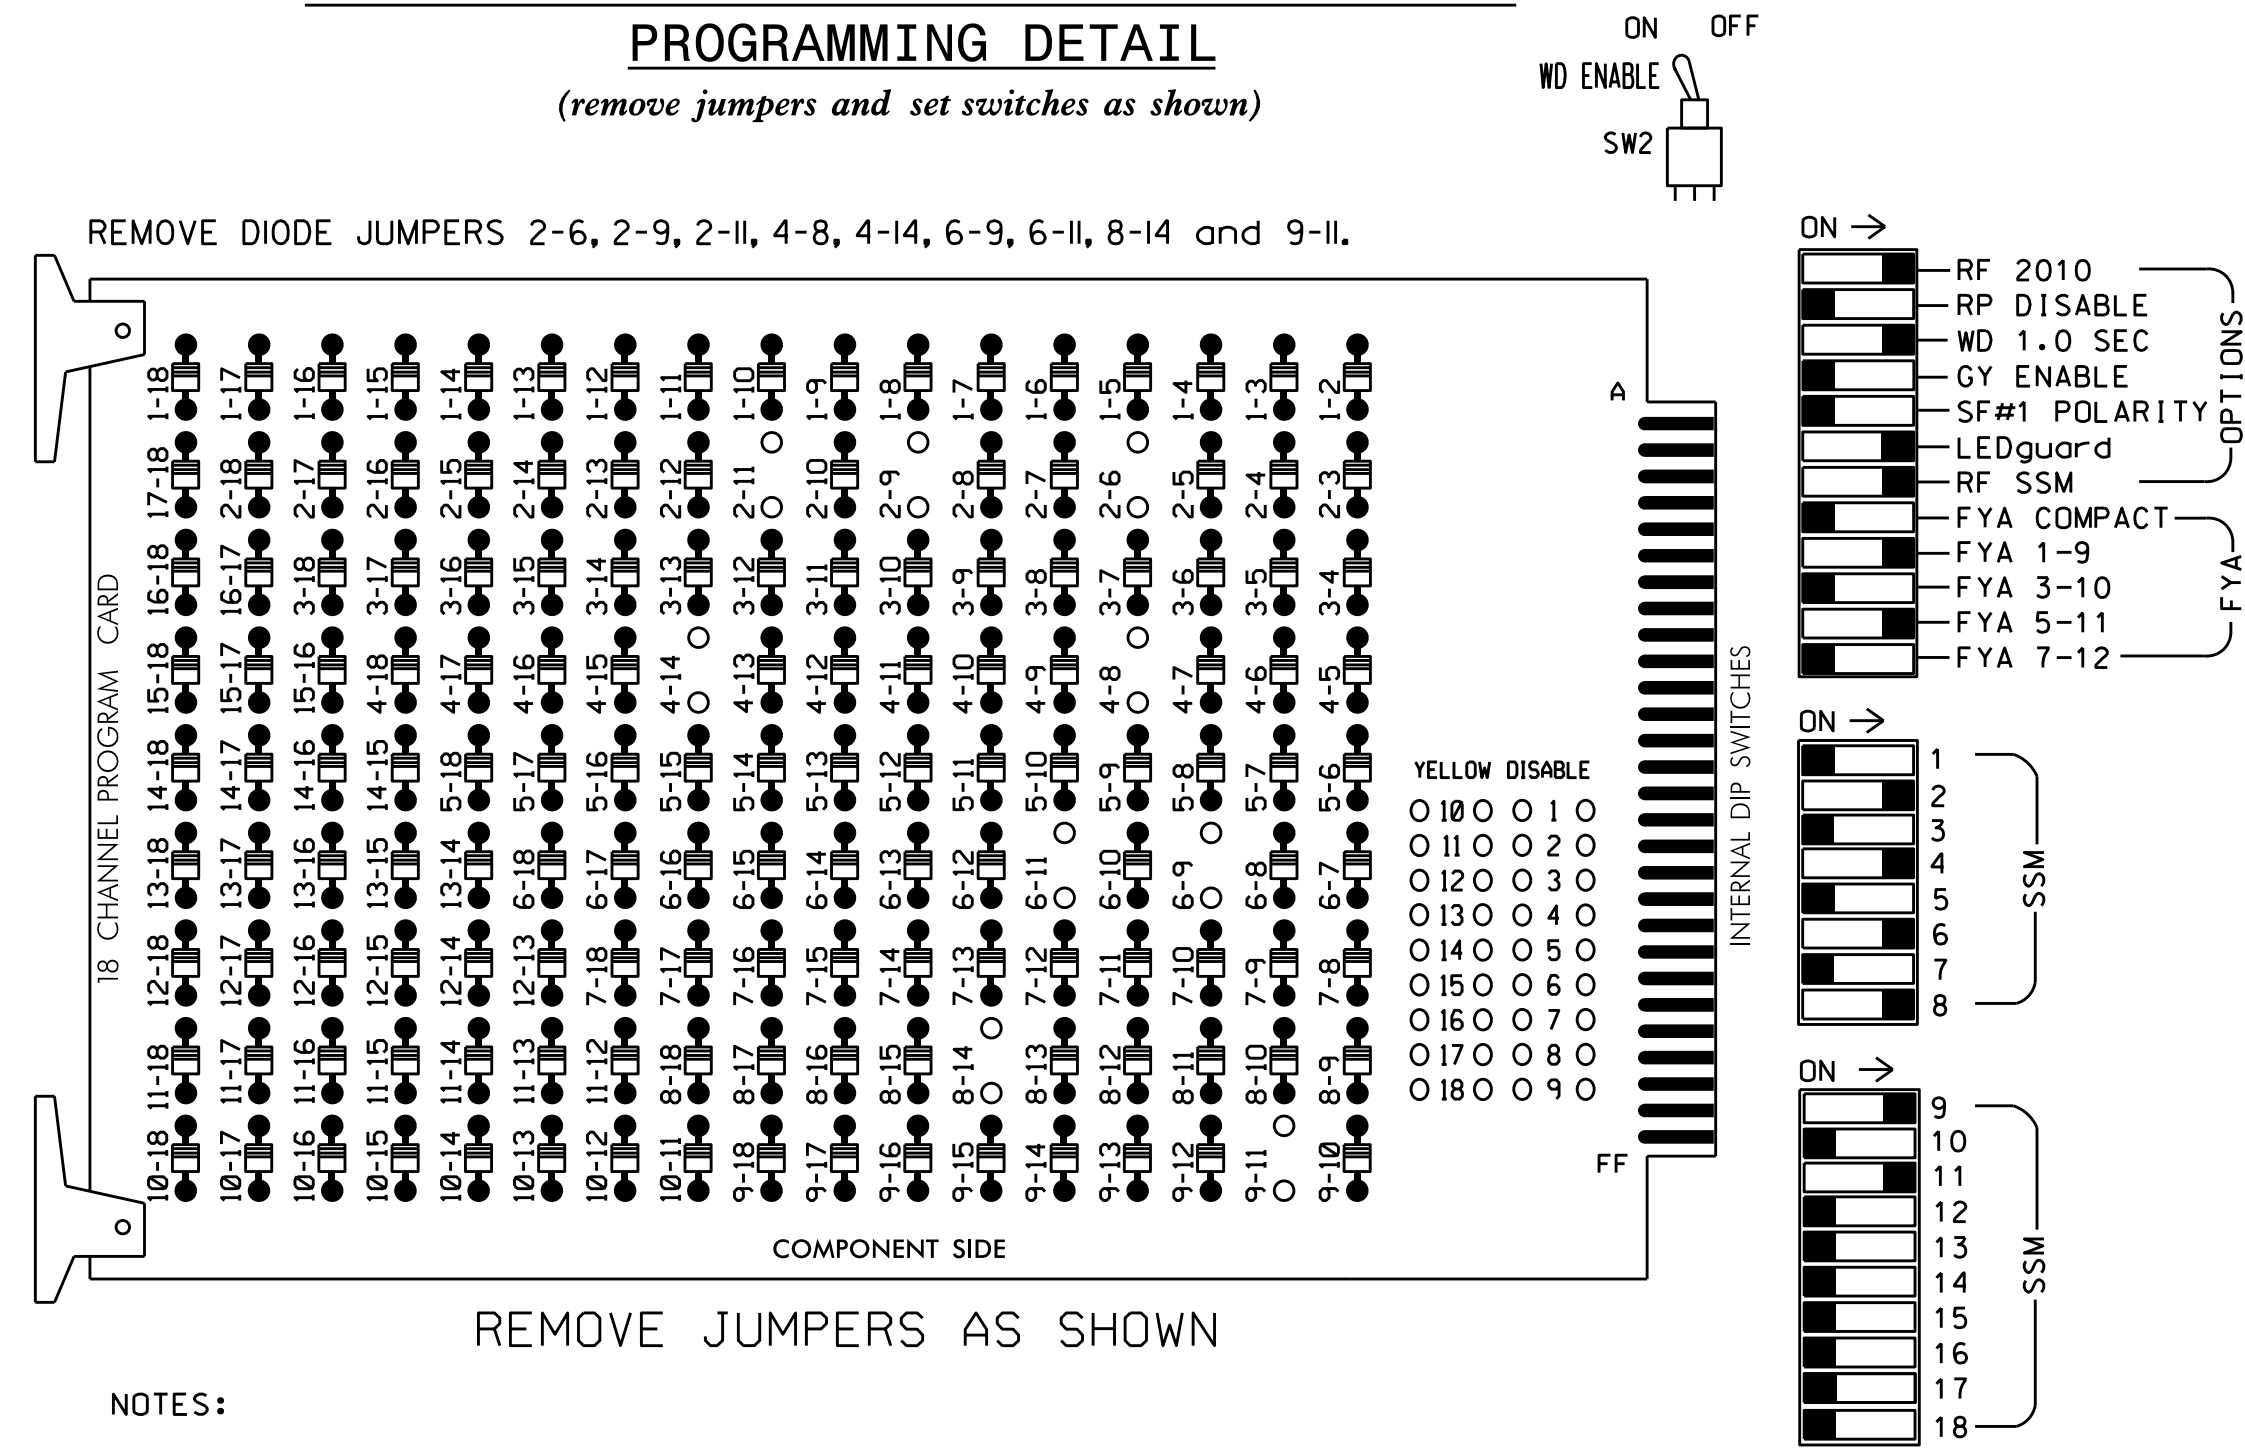 PROGRAMMING DETAIL
(remove jumpers and set switches as shown)
ON OFF
WD ENABLE
SW2
REMOVE DIODE JUMPERS 2-6, 2-9, 2-11, 4-8, 4-14, 6-9, 6-11, 8-14 and 9-11.
18 CHANNEL PROGRAM CARD
1-18 1-17 1-16 1-15 1-14 1-13 1-12 1-11 1-10 1-9 1-8 1-7 1-6 1-5 1-4 1-3 1-2
17-18 2-18 2-17 2-16 2-15 2-14 2-13 2-12 2-11 2-10 2-9 2-8 2-7 2-6 2-5 2-4 2-3
16-18 16-17 3-18 3-17 3-16 3-15 3-14 3-13 3-12 3-11 3-10 3-9 3-8 3-7 3-6 3-5 3-4
15-18 15-17 15-16 4-18 4-17 4-16 4-15 4-14 4-13 4-12 4-11 4-10 4-9 4-8 4-7 4-6 4-5
14-18 14-17 14-16 14-15 5-18 5-17 5-16 5-15 5-14 5-13 5-12 5-11 5-10 5-9 5-8 5-7 5-6
13-18 13-17 13-16 13-15 13-14 6-18 6-17 6-16 6-15 6-14 6-13 6-12 6-11 6-10 6-9 6-8 6-7
12-18 12-17 12-16 12-15 12-14 12-13 7-18 7-17 7-16 7-15 7-14 7-13 7-12 7-11 7-10 7-9 7-8
11-18 11-17 11-16 11-15 11-14 11-13 11-12 8-18 8-17 8-16 8-15 8-14 8-13 8-12 8-11 8-10 8-9
10-18 10-17 10-16 10-15 10-14 10-13 10-12 10-11 9-18 9-17 9-16 9-15 9-14 9-13 9-12 9-11 9-10
YELLOW DISABLE
10 1
11 2
12 3
13 4
14 5
15 6
16 7
17 8
18 9
A
FF
COMPONENT SIDE
INTERNAL DIP SWITCHES
REMOVE JUMPERS AS SHOWN
NOTES:
ON →
RF 2010
RP DISABLE
WD 1.0 SEC
GY ENABLE
SF#1 POLARITY
LEDguard
RF SSM
OPTIONS
FYA COMPACT
FYA 1-9
FYA 3-10
FYA 5-11
FYA 7-12
FYA
ON →
1
2
3
4
5
6
7
8
SSM
ON →
9
10
11
12
13
14
15
16
17
18
SSM